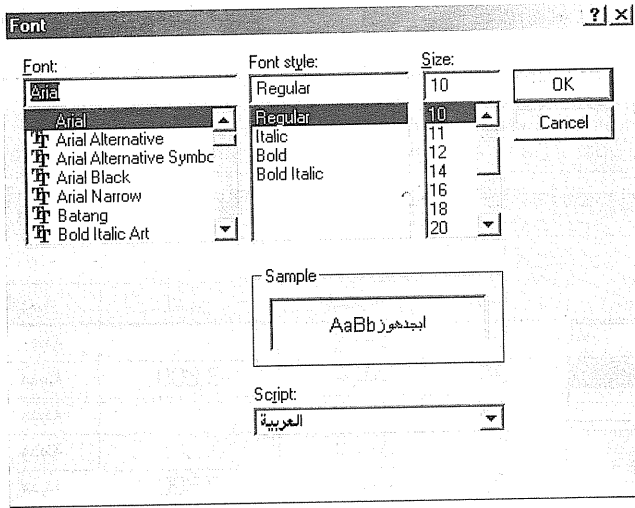 Font
Font:
Arial
Arial
Arial Alternative
Arial Alternative Symbc
Arial Black
Arial Narrow
Batang
Bold Italic Art
Font style:
Regular
Regular
Italic
Bold
Bold Italic
Size:
10
10
11
12
14
16
18
20
OK
Cancel
Sample
AaBbابجدهوز
Script:
العربية